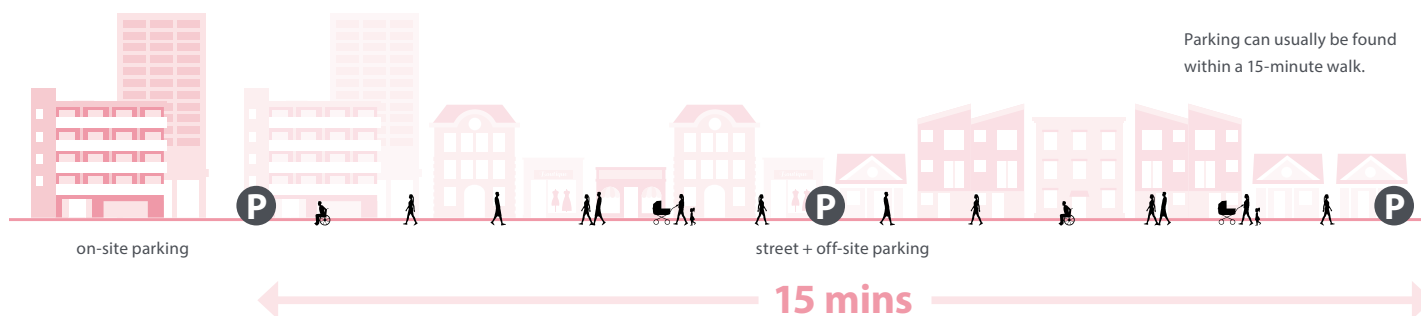 Parking can usually be found
within a 15-minute walk.
P
P
P
on-site parking
street + off-site parking
15 mins